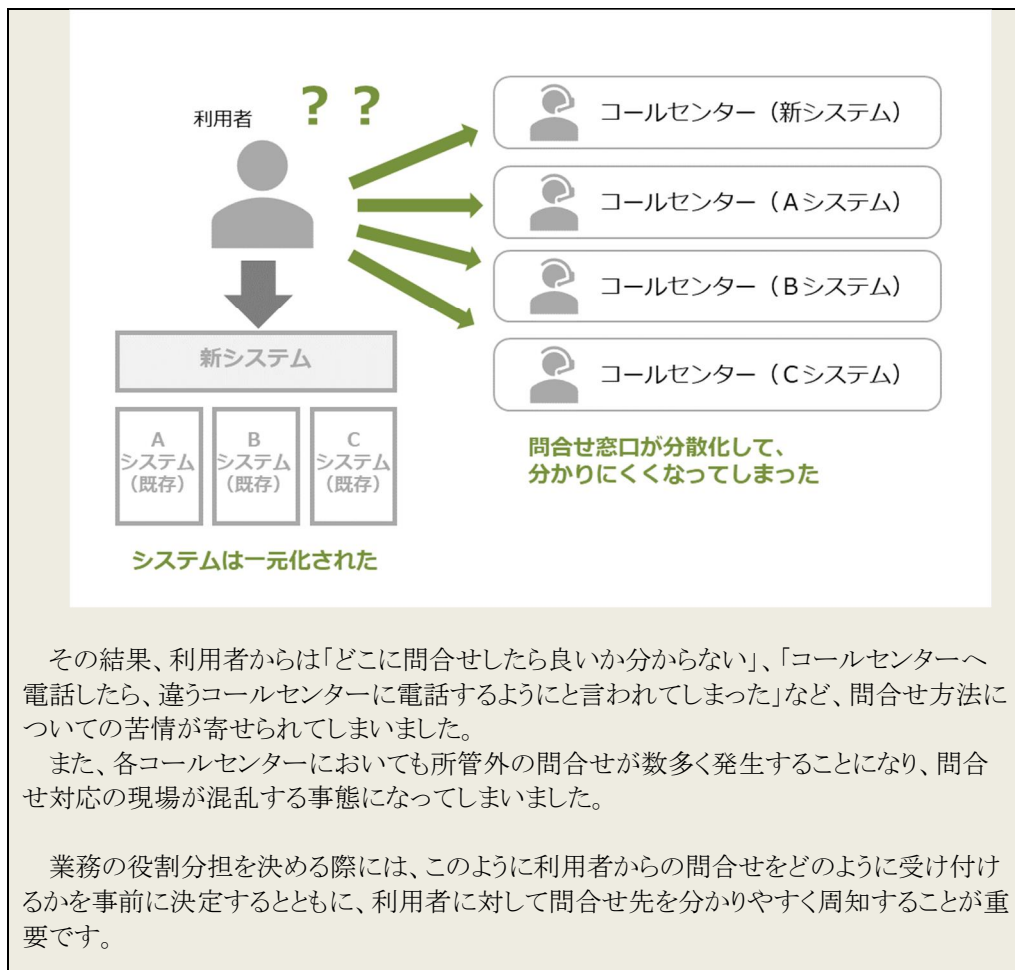 利用者
? ?
コールセンター（新システム）
コールセンター（Aシステム）
コールセンター（Bシステム）
コールセンター（Cシステム）
新システム
A
システム
（既存）
B
システム
（既存）
C
システム
（既存）
システムは一元化された
問合せ窓口が分散化して、
分かりにくくなってしまった
その結果、利用者からは「どこに問合せしたら良いか分からない」、「コールセンターへ
電話したら、違うコールセンターに電話するようにと言われてしまった」など、問合せ方法に
ついての苦情が寄せられてしまいました。
また、各コールセンターにおいても所管外の問合せが数多く発生することになり、問合
せ対応の現場が混乱する事態になってしまいました。
業務の役割分担を決める際には、このように利用者からの問合せをどのように受け付け
るかを事前に決定するとともに、利用者に対して問合せ先を分かりやすく周知することが重
要です。